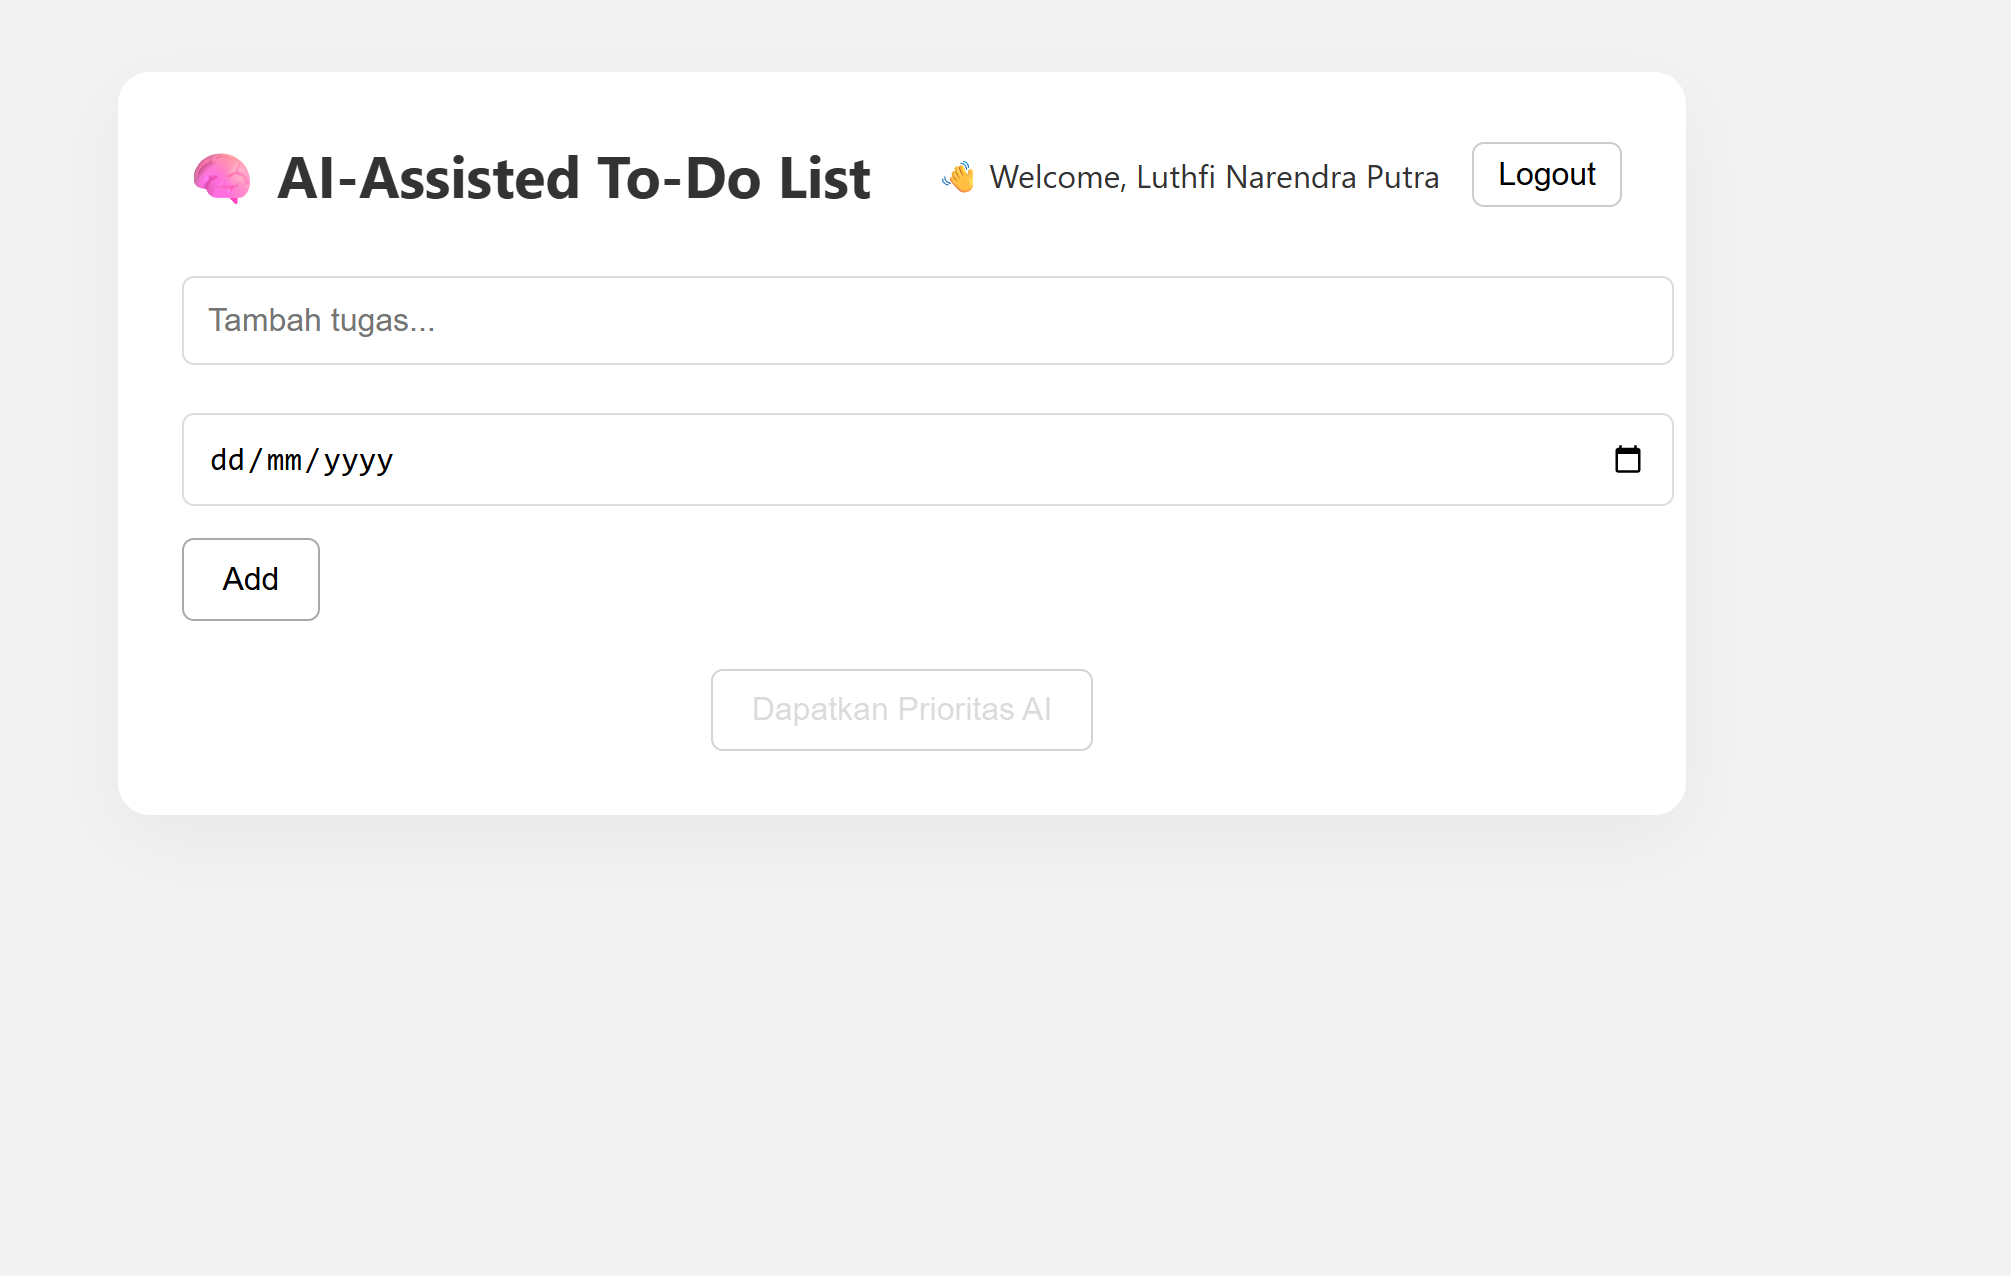 🧠 AI-Assisted To-Do List
👋 Welcome, Luthfi Narendra Putra
Logout
Tambah tugas...
dd/mm/yyyy
Add
Dapatkan Prioritas AI